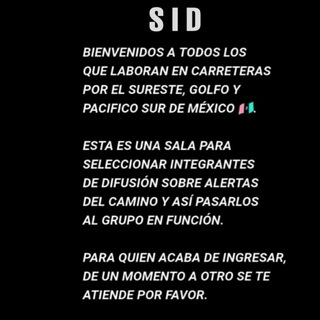 SID
BIENVENIDOS A TODOS LOS
QUE LABORAN EN CARRETERAS
POR EL SURESTE, GOLFO Y
PACIFICO SUR DE MÉXICO 🇲🇽.
ESTA ES UNA SALA PARA
SELECCIONAR INTEGRANTES
DE DIFUSIÓN SOBRE ALERTAS
DEL CAMINO Y ASÍ PASARLOS
AL GRUPO EN FUNCIÓN.
PARA QUIEN ACABA DE INGRESAR,
DE UN MOMENTO A OTRO SE TE
ATIENDE POR FAVOR.